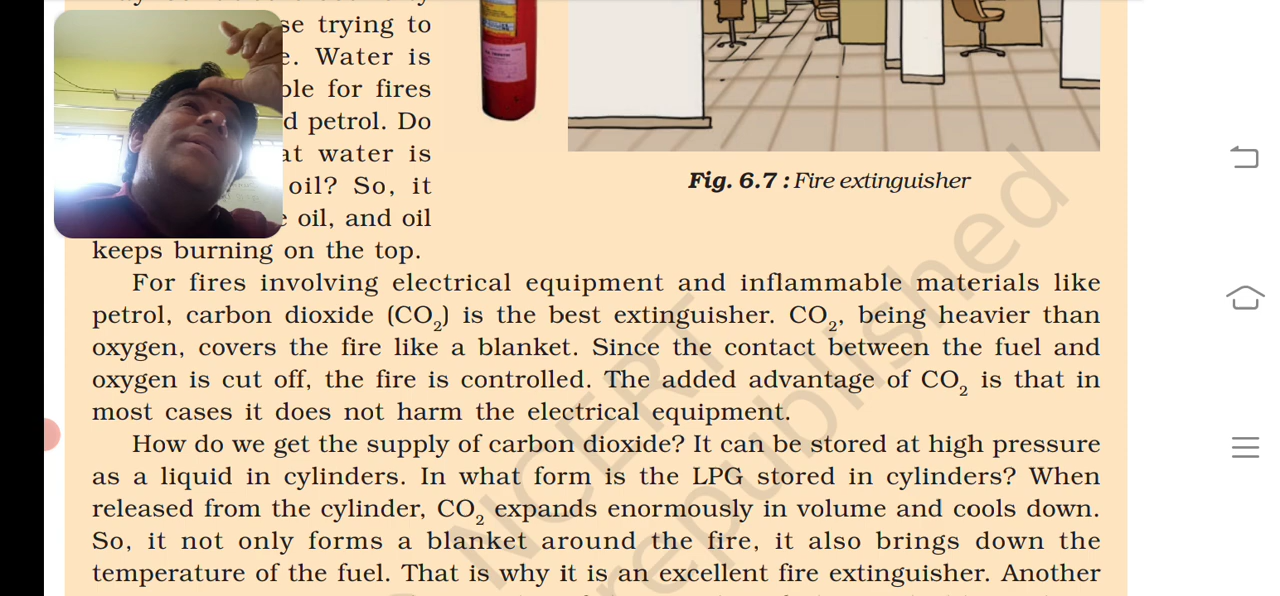 se trying to
e. Water is
ble for fires
d petrol. Do
at water is
oil? So, it
e oil, and oil
keeps burning on the top.
Fig. 6.7 : Fire extinguisher
For fires involving electrical equipment and inflammable materials like
petrol, carbon dioxide (CO₂) is the best extinguisher. CO₂, being heavier than
oxygen, covers the fire like a blanket. Since the contact between the fuel and
oxygen is cut off, the fire is controlled. The added advantage of CO₂ is that in
most cases it does not harm the electrical equipment.
How do we get the supply of carbon dioxide? It can be stored at high pressure
as a liquid in cylinders. In what form is the LPG stored in cylinders? When
released from the cylinder, CO₂ expands enormously in volume and cools down.
So, it not only forms a blanket around the fire, it also brings down the
temperature of the fuel. That is why it is an excellent fire extinguisher. Another
NCERT
republished